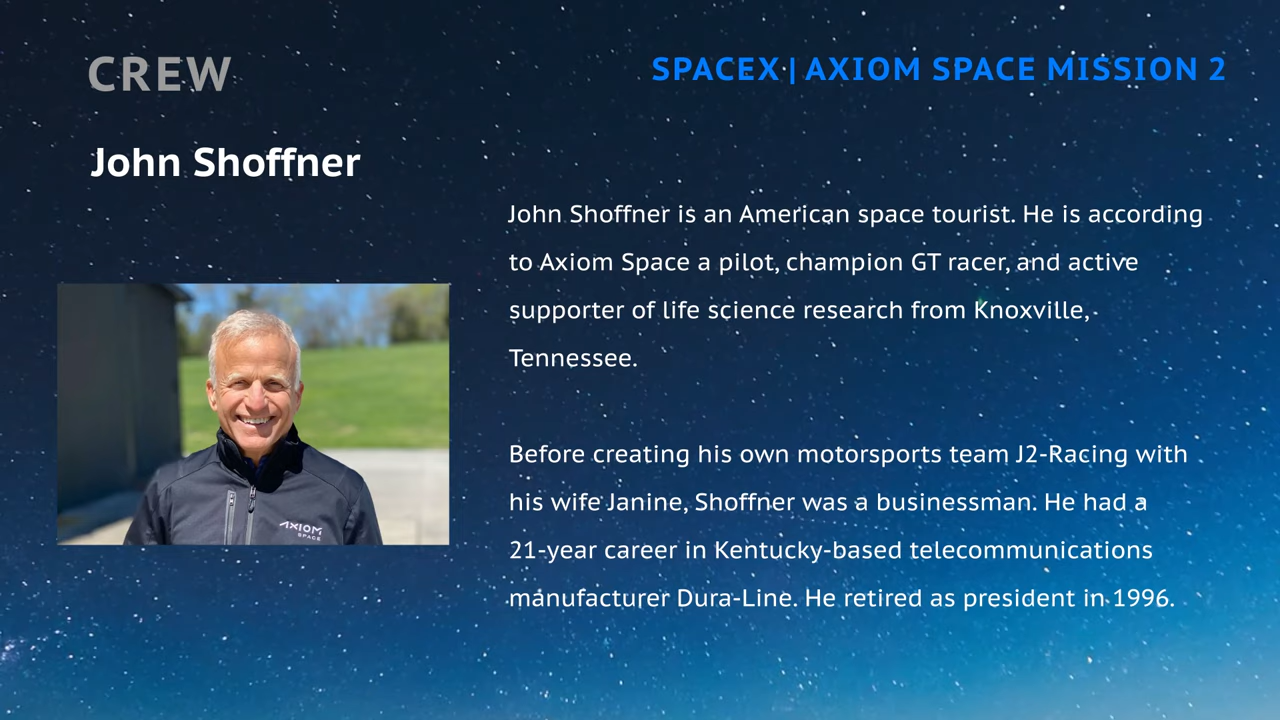 CREW
SPACEX | AXIOM SPACE MISSION 2
John Shoffner
John Shoffner is an American space tourist. He is according
to Axiom Space a pilot, champion GT racer, and active
supporter of life science research from Knoxville,
Tennessee.
Before creating his own motorsports team J2-Racing with
his wife Janine, Shoffner was a businessman. He had a
21-year career in Kentucky-based telecommunications
manufacturer Dura-Line. He retired as president in 1996.
AXIOM
SPACE